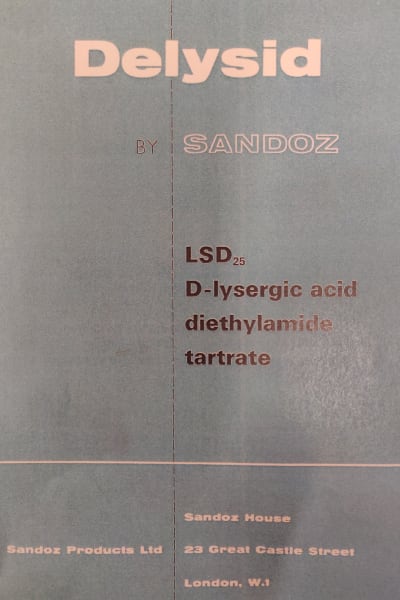 Delysid
BY SANDOZ
LSD25
D-lysergic acid
diethylamide
tartrate
Sandoz House
Sandoz Products Ltd 23 Great Castle Street
London, W.1